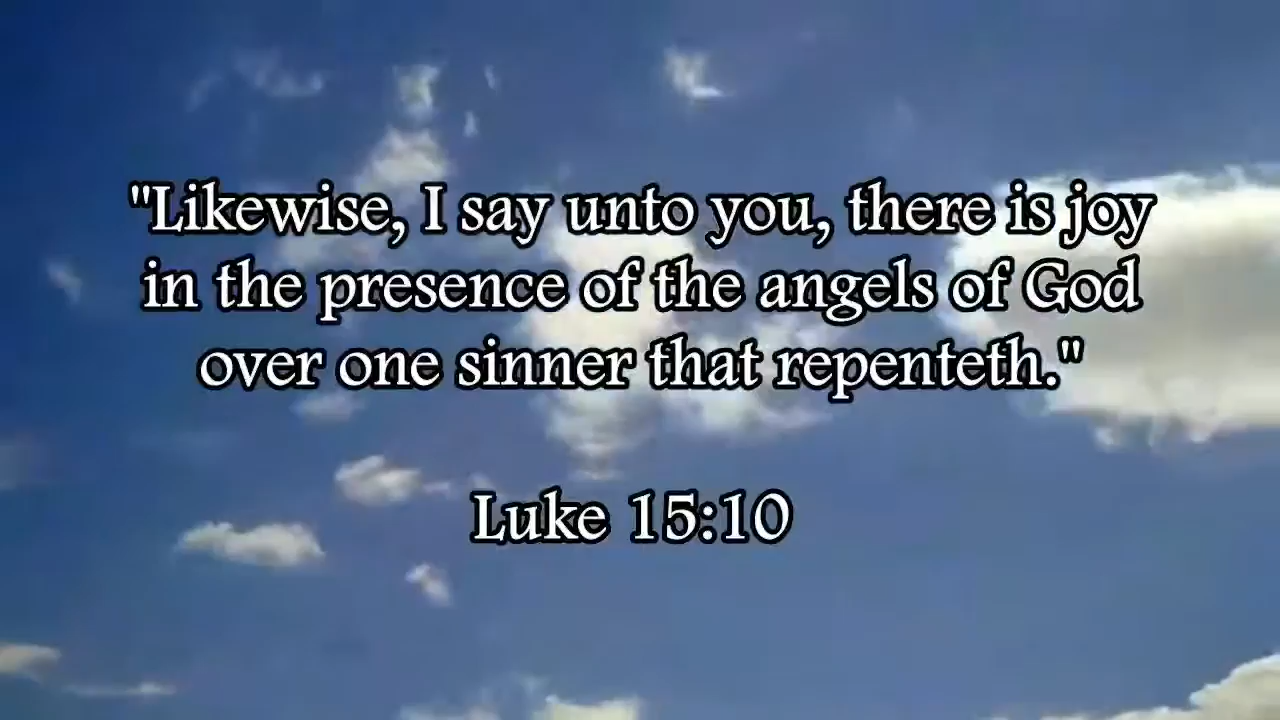 "Likewise, I say unto you, there is joy
in the presence of the angels of God
over one sinner that repenteth."
Luke 15:10